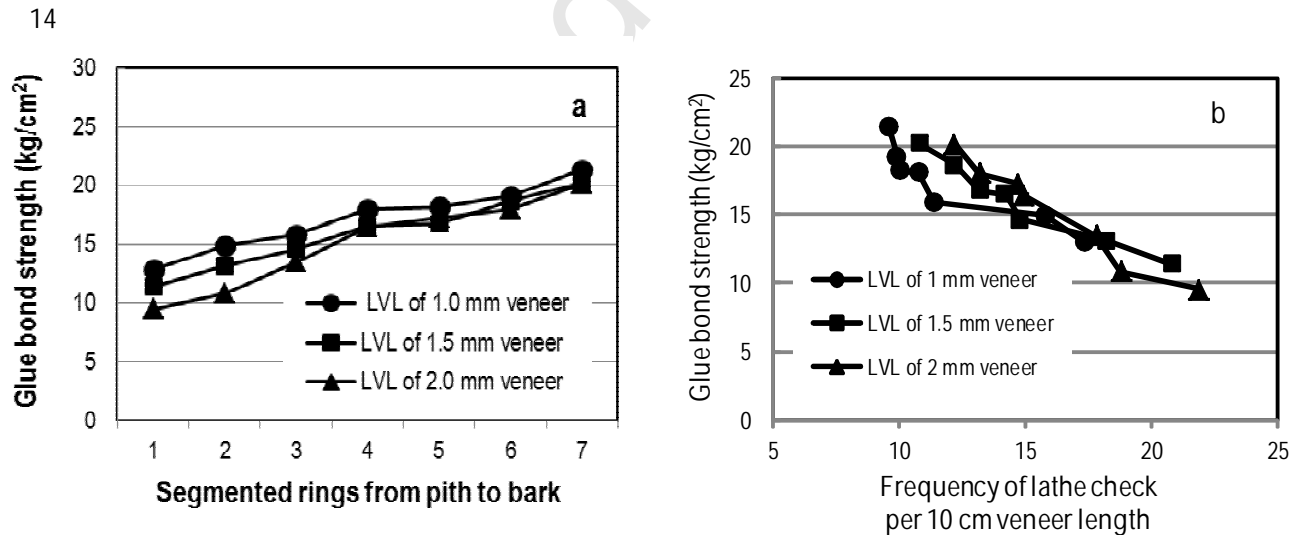 14
30
25
20
15
10
5
0
Glue bond strength (kg/cm²)
a
LVL of 1.0 mm veneer
LVL of 1.5 mm veneer
LVL of 2.0 mm veneer
1 2 3 4 5 6 7
Segmented rings from pith to bark
25
20
15
10
5
0
Glue bond strength (kg/cm²)
b
LVL of 1 mm veneer
LVL of 1.5 mm veneer
LVL of 2 mm veneer
5 10 15 20 25
Frequency of lathe check
per 10 cm veneer length